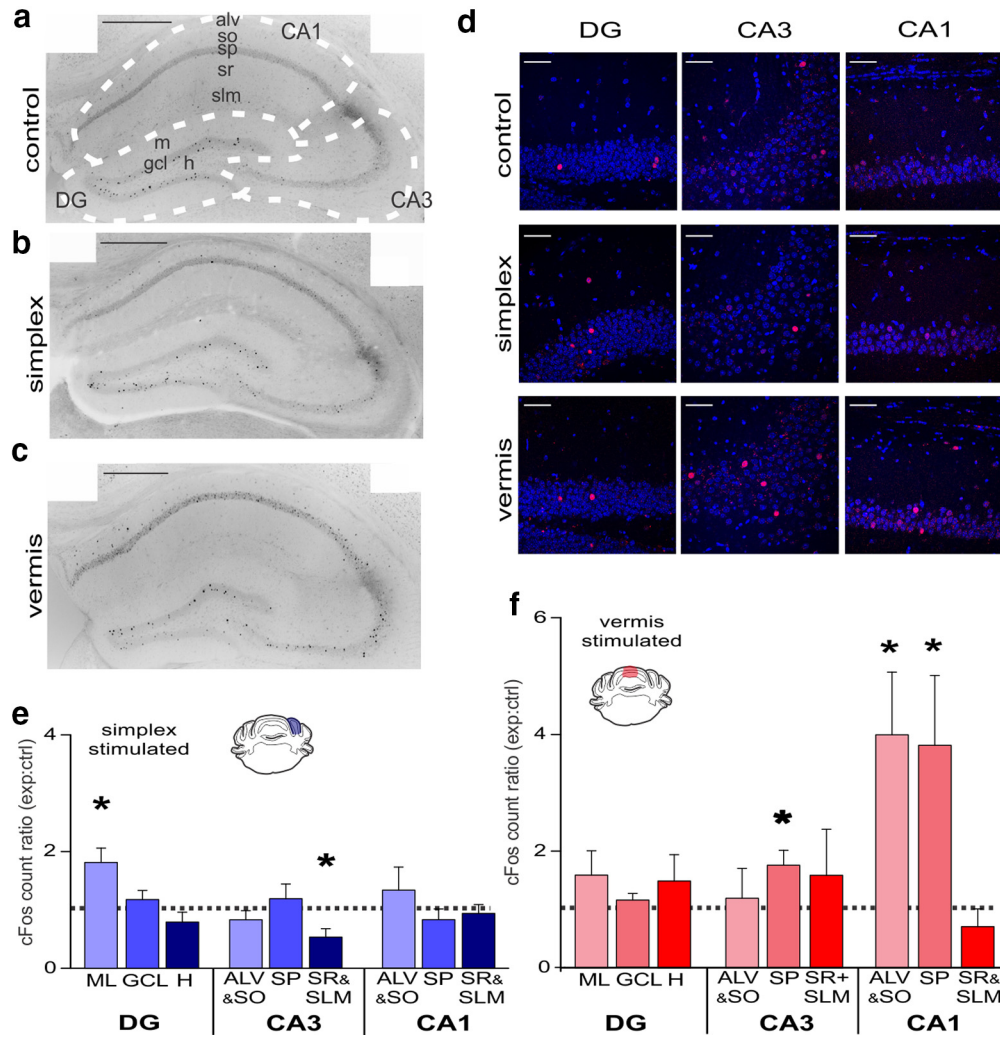 a
control
alv
so
sp
sr
slm
CA1
m
gcl h
DG
CA3
b
simplex
c
vermis
d
DG CA3 CA1
control
simplex
vermis
e
simplex
stimulated
cFos count ratio (exp:ctrl)
4
2
0
*
*
ML GCL H ALV &SO SP SR& SLM ALV &SO SP SR& SLM
DG CA3 CA1
f
vermis
stimulated
cFos count ratio (exp:ctrl)
6
4
2
0
*
* *
ML GCL H ALV &SO SP SR+ SLM ALV &SO SP SR& SLM
DG CA3 CA1